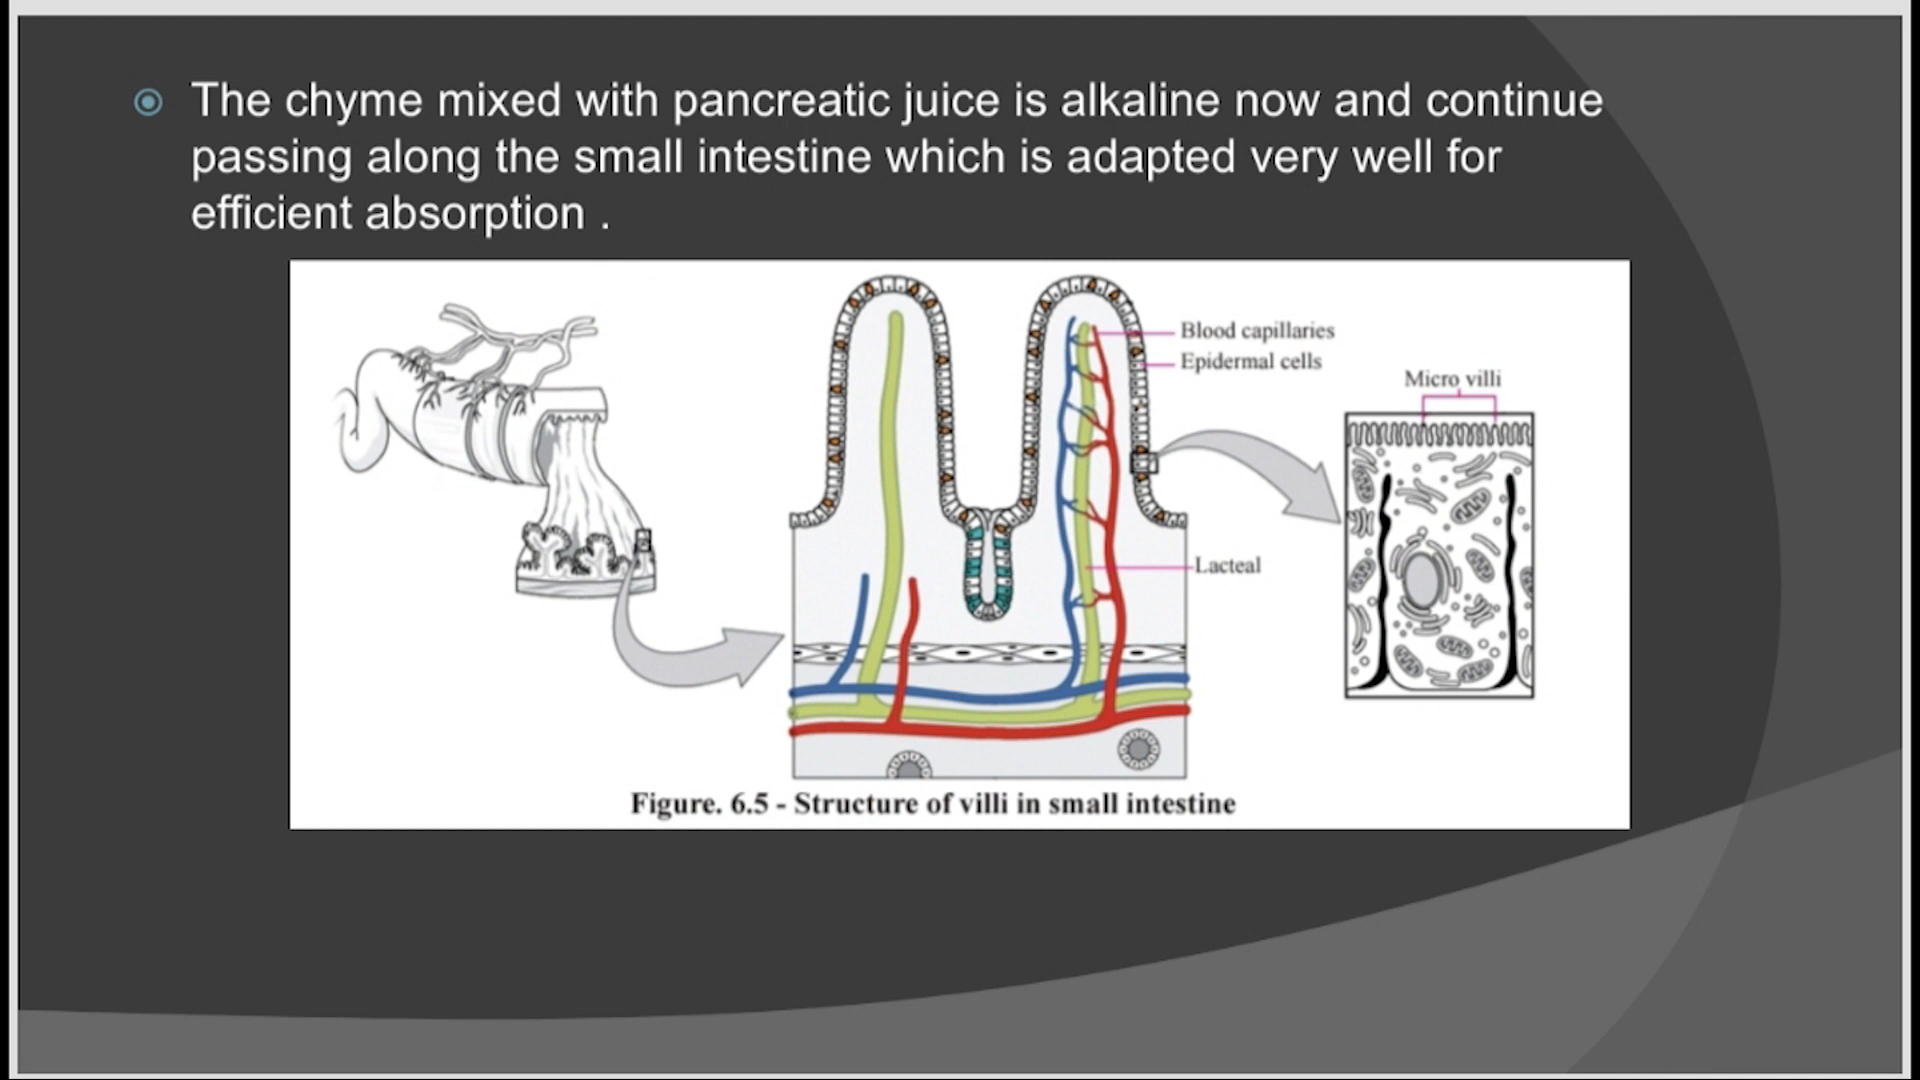 The chyme mixed with pancreatic juice is alkaline now and continue
passing along the small intestine which is adapted very well for
efficient absorption .
Blood capillaries
Epidermal cells
Micro villi
Lacteal
Figure. 6.5 - Structure of villi in small intestine